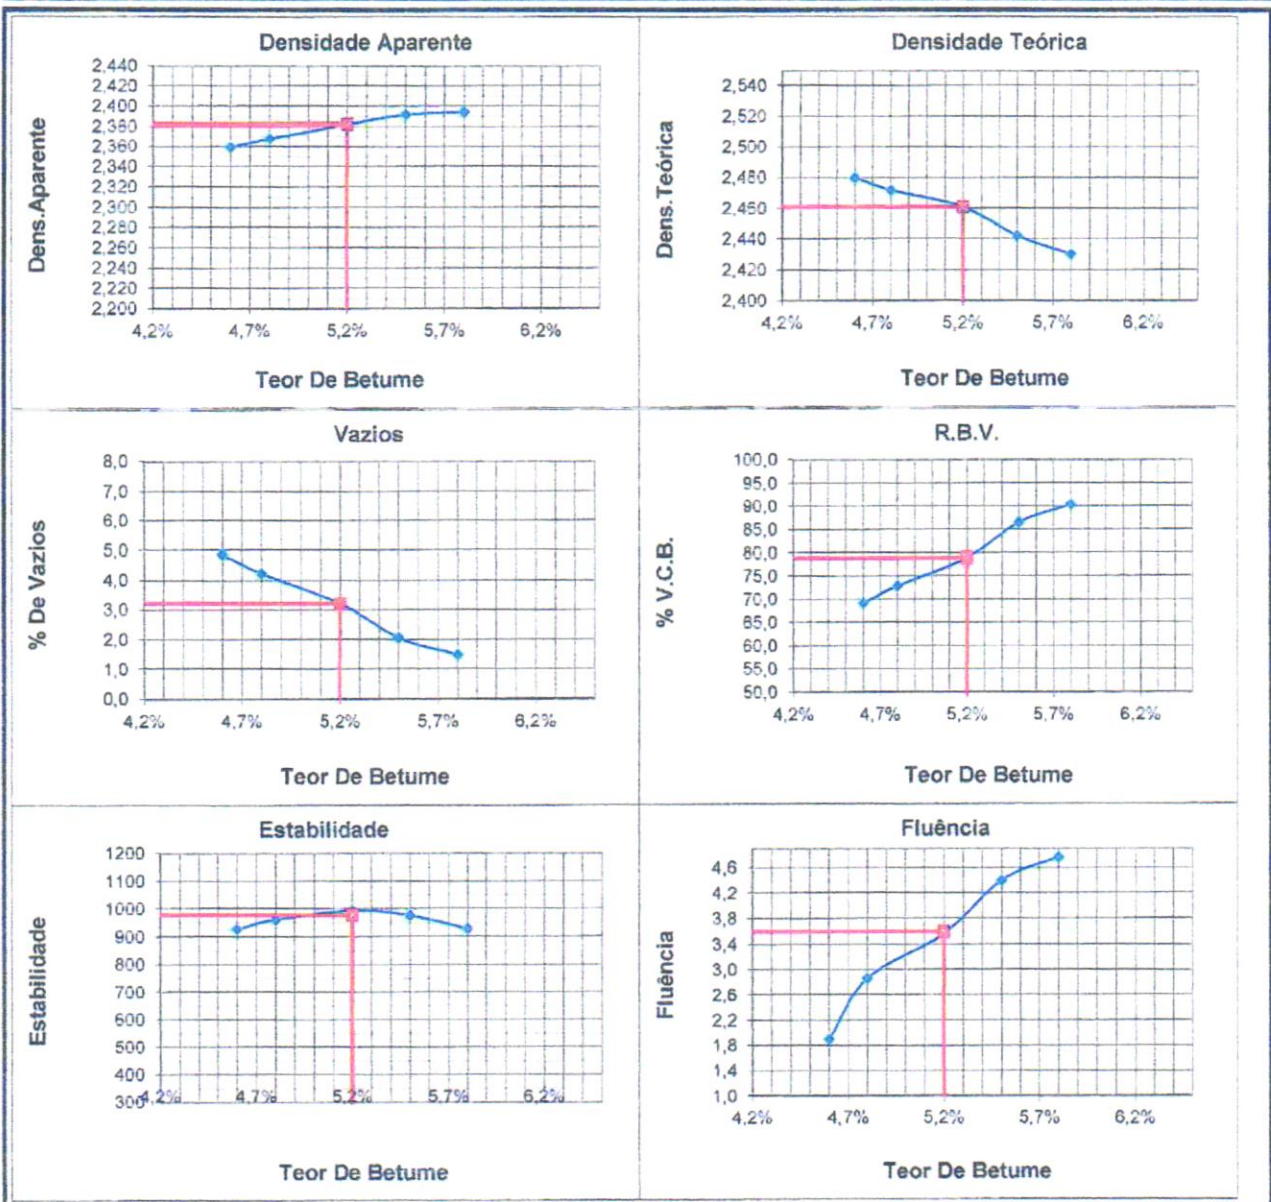 Densidade Aparente
2,440
2,420
2,400
2,380
2,360
2,340
2,320
2,300
2,280
2,260
2,240
2,220
2,200
Dens.Aparente
4,2% 4,7% 5,2% 5,7% 6,2%
Teor De Betume
Densidade Teórica
2,540
2,520
2,500
2,480
2,460
2,440
2,420
2,400
Dens.Teórica
4,2% 4,7% 5,2% 5,7% 6,2%
Teor De Betume
Vazios
8,0
7,0
6,0
5,0
4,0
3,0
2,0
1,0
0,0
% De Vazios
4,2% 4,7% 5,2% 5,7% 6,2%
Teor De Betume
R.B.V.
100,0
95,0
90,0
85,0
80,0
75,0
70,0
65,0
60,0
55,0
50,0
% V.C.B.
4,2% 4,7% 5,2% 5,7% 6,2%
Teor De Betume
Estabilidade
1200
1100
1000
900
800
700
600
500
400
300
Estabilidade
4,2% 4,7% 5,2% 5,7% 6,2%
Teor De Betume
Fluência
4,6
4,2
3,8
3,4
3,0
2,6
2,2
1,8
1,4
1,0
Fluência
4,2% 4,7% 5,2% 5,7% 6,2%
Teor De Betume